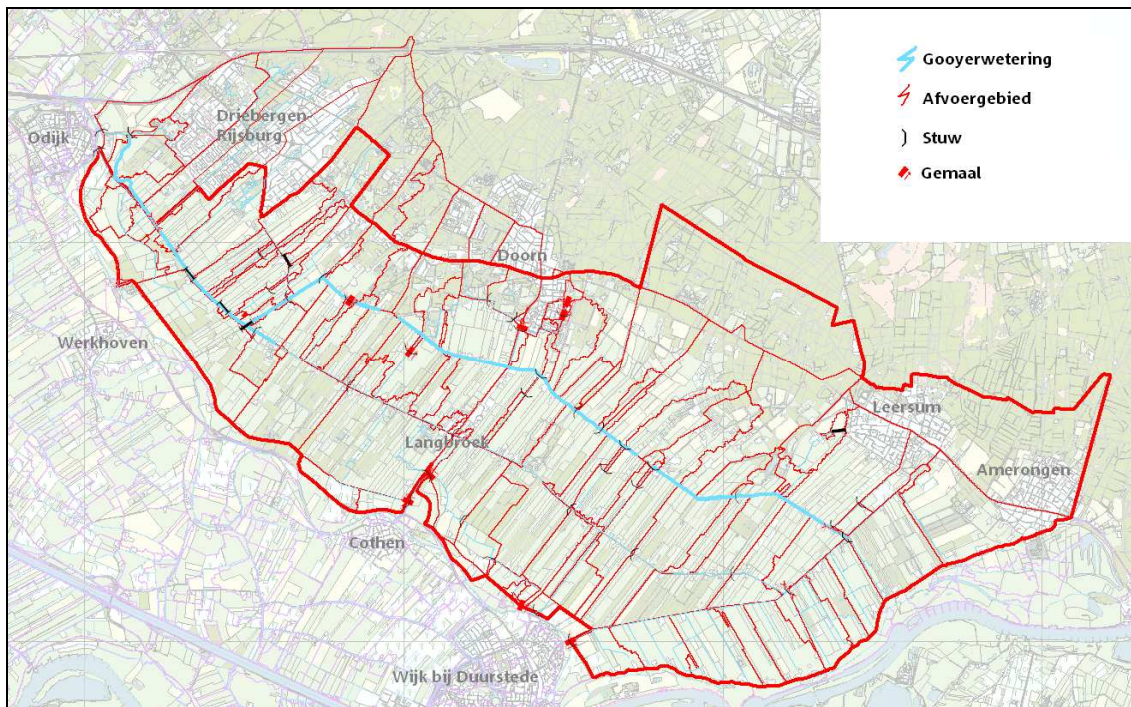 Gooyerwetering
Afvoergebied
Stuw
Gemaal
Driebergen-
Rijsburg
Odijk
Doorn
Werkhoven
Leersum
Langbroek
Amerongen
Cothen
Wijk bij Duurstede